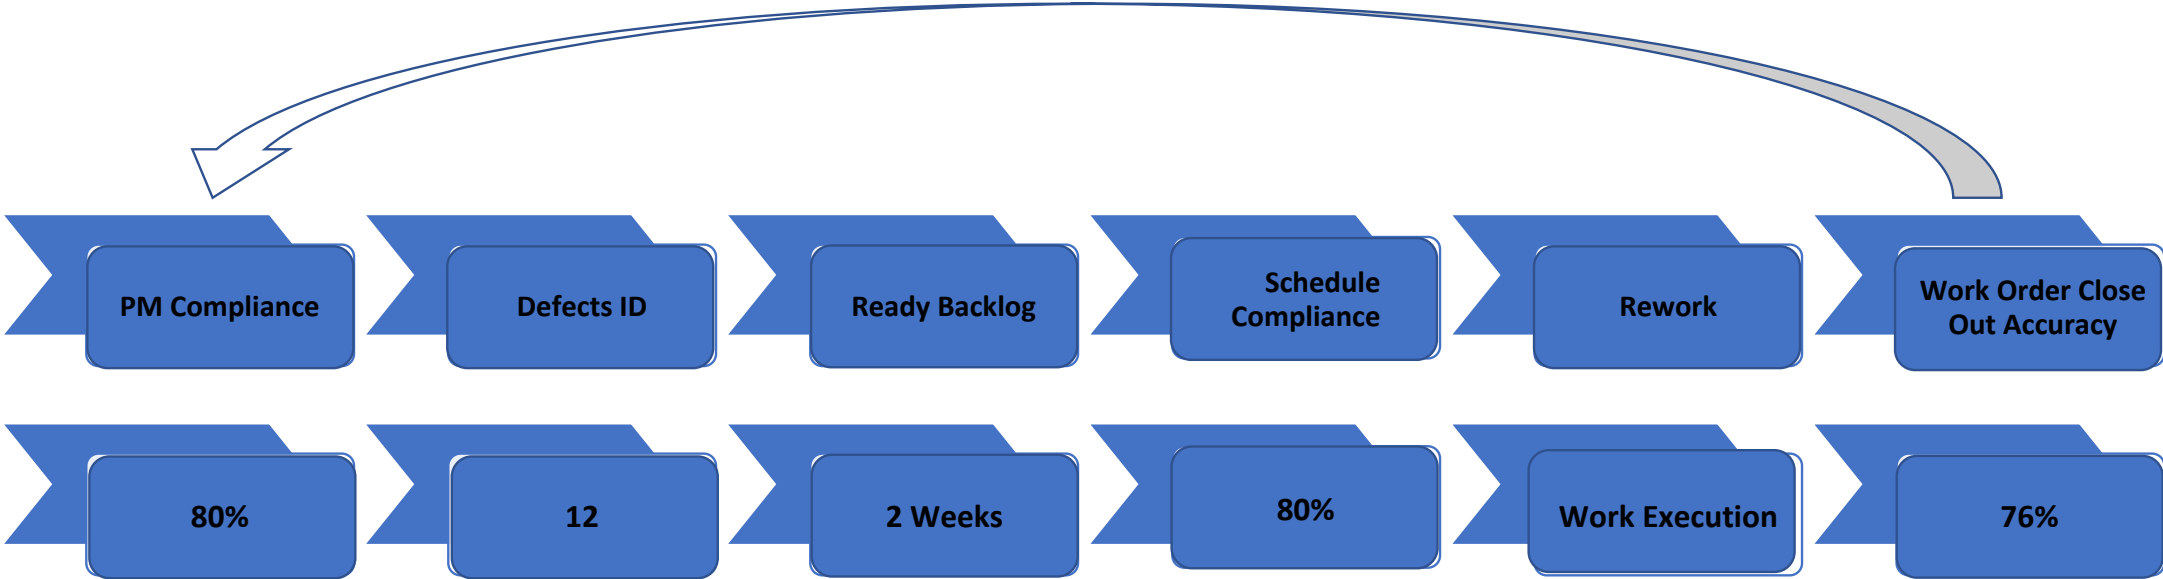 PM Compliance
Defects ID
Ready Backlog
Schedule
Compliance
Rework
Work Order Close
Out Accuracy
80%
12
2 Weeks
80%
Work Execution
76%